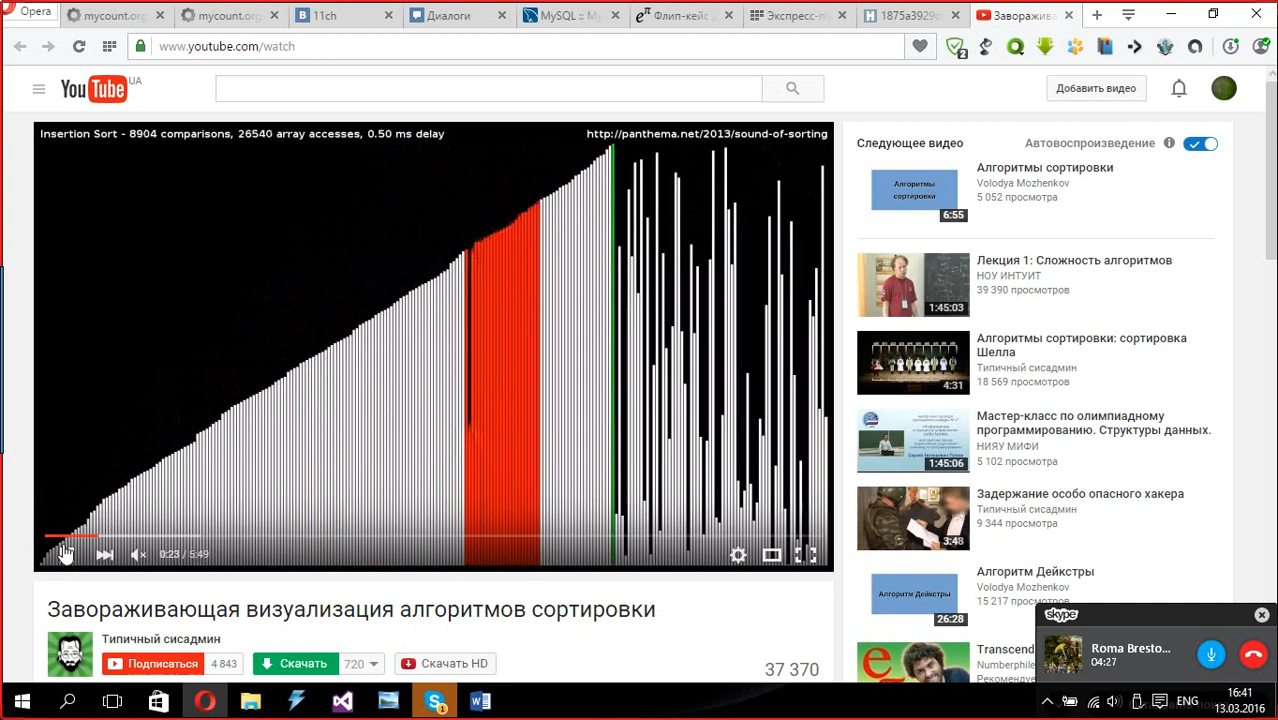 Opera
mycount.org
mycount.org
11ch
Диалоги
MySQL :: M
Флип-кейс д
Экспресс-п
1875a3929
Заворажива
www.youtube.com/watch
2
YouTube UA
Добавить видео
Insertion Sort - 8904 comparisons, 26540 array accesses, 0.50 ms delay
http://panthema.net/2013/sound-of-sorting
0:23 / 5:49
Завораживающая визуализация алгоритмов сортировки
Типичный сисадмин
Подписаться 4 843
Скачать 720
Скачать HD
37 370
Следующее видео
Автовоспроизведение
Алгоритмы
сортировки
6:55
Алгоритмы сортировки
Volodya Mozhenkov
5 052 просмотра
1:45:03
Лекция 1: Сложность алгоритмов
НОУ ИНТУИТ
39 390 просмотров
4:31
Алгоритмы сортировки: сортировка
Шелла
Типичный сисадмин
18 569 просмотров
1:45:06
Мастер-класс по олимпиадному
программированию. Структуры данных.
НИЯУ МИФИ
5 102 просмотра
3:48
Задержание особо опасного хакера
Типичный сисадмин
9 344 просмотра
Алгоритм Дейкстры
26:28
Алгоритм Дейкстры
Volodya Mozhenkov
15 217 просмотров
Transcend
Numberphile
Рекоменду
skype
Roma Bresto...
04:27
1
ENG
16:41
13.03.2016